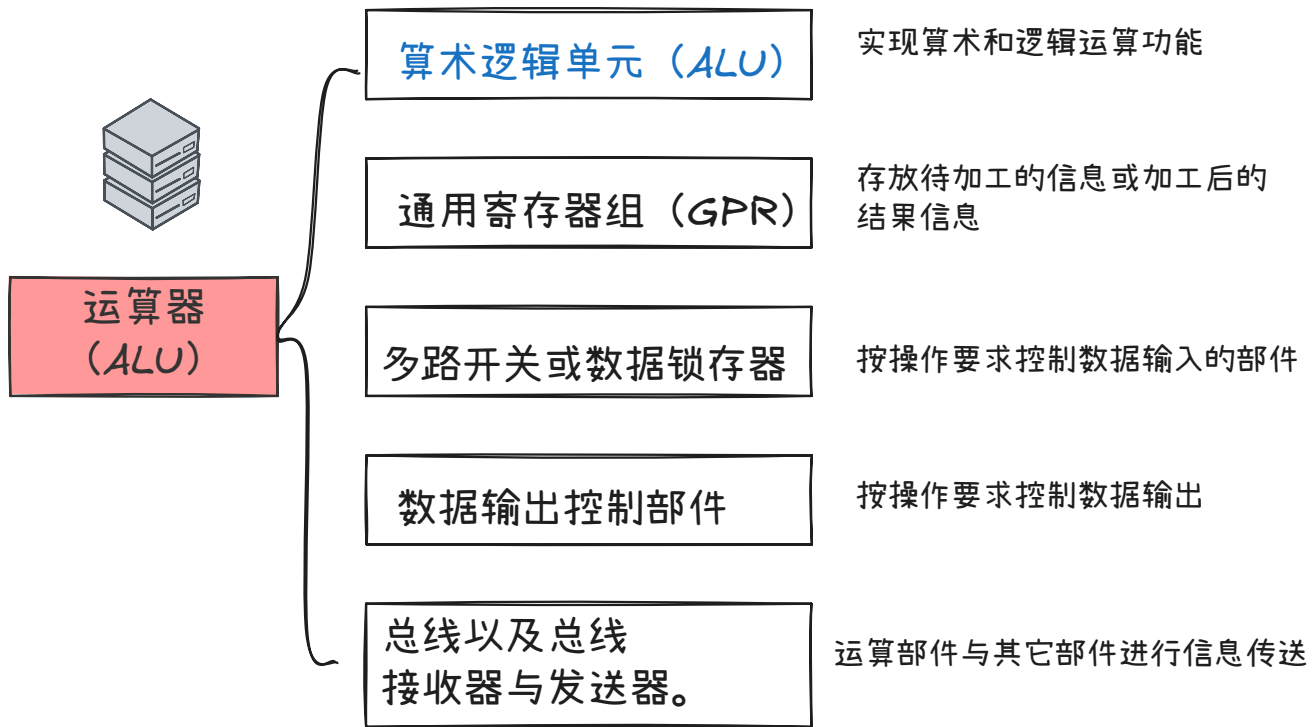 算术逻辑单元（ALU）
实现算术和逻辑运算功能
通用寄存器组（GPR）
存放待加工的信息或加工后的
结果信息
运算器
（ALU）
多路开关或数据锁存器
按操作要求控制数据输入的部件
数据输出控制部件
按操作要求控制数据输出
总线以及总线
接收器与发送器。
运算部件与其它部件进行信息传送